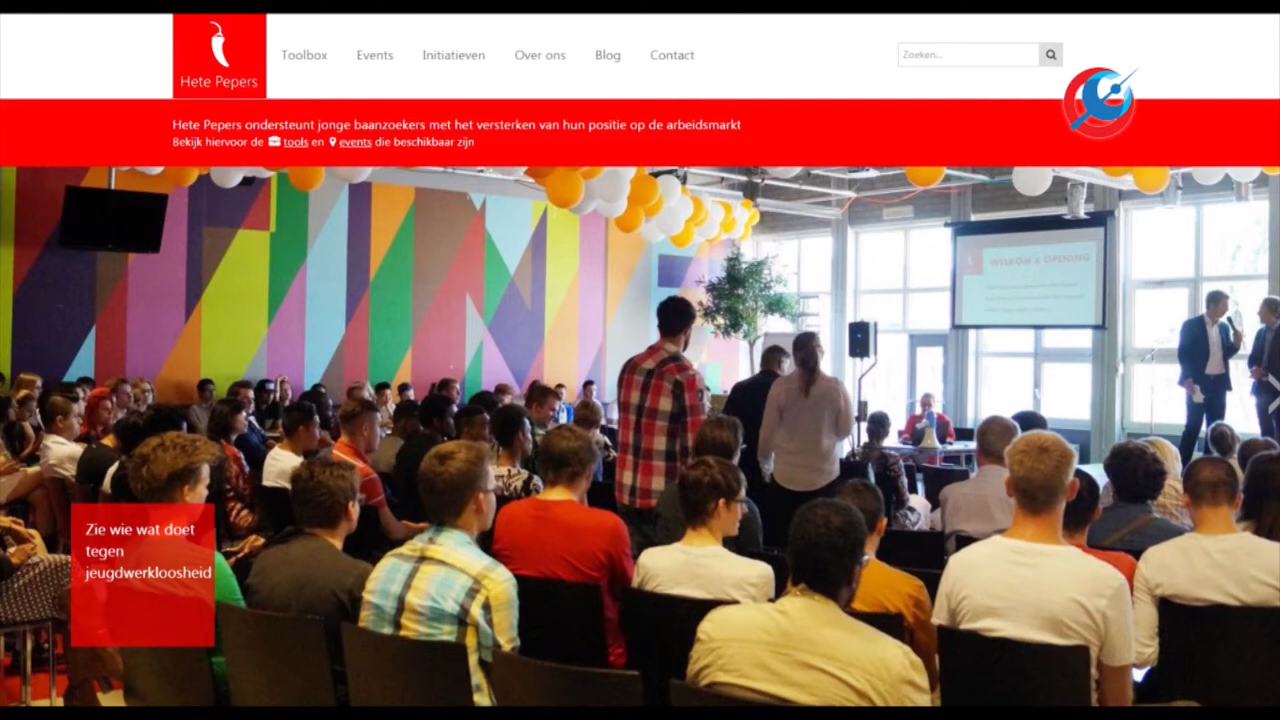 Hete Pepers
Toolbox Events Initiatieven Over ons Blog Contact
Zoeken...
Hete Pepers ondersteunt jonge baanzoekers met het versterken van hun positie op de arbeidsmarkt
Bekijk hiervoor de tools en events die beschikbaar zijn
WELKOM & OPENING
Zie wie wat doet
tegen
jeugdwerkloosheid